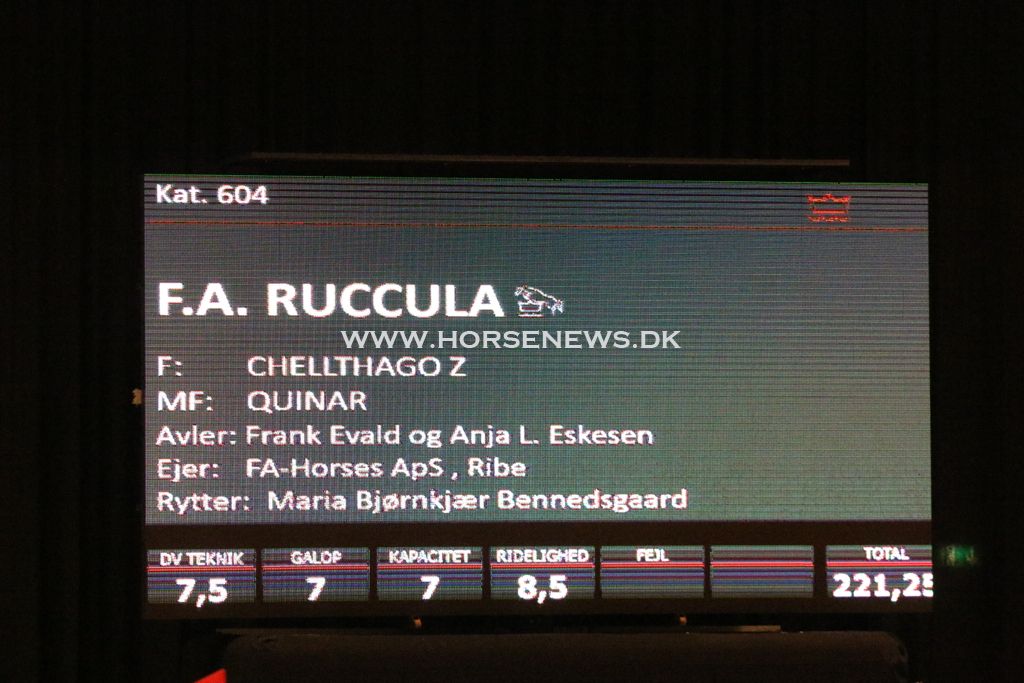 Kat. 604
F.A. RUCCULA
WWW.HORSENEWS.DK
F: CHELLTHAGO Z
MF: QUINAR
Avler: Frank Evald og Anja L. Eskesen
Ejer: FA-Horses ApS , Ribe
Rytter: Maria Bjørnkjær Bennedsgaard
DV TEKNIK GALOP KAPACITET RIDELIGHED FEJL TOTAL
7,5 7 7 8,5 221,25